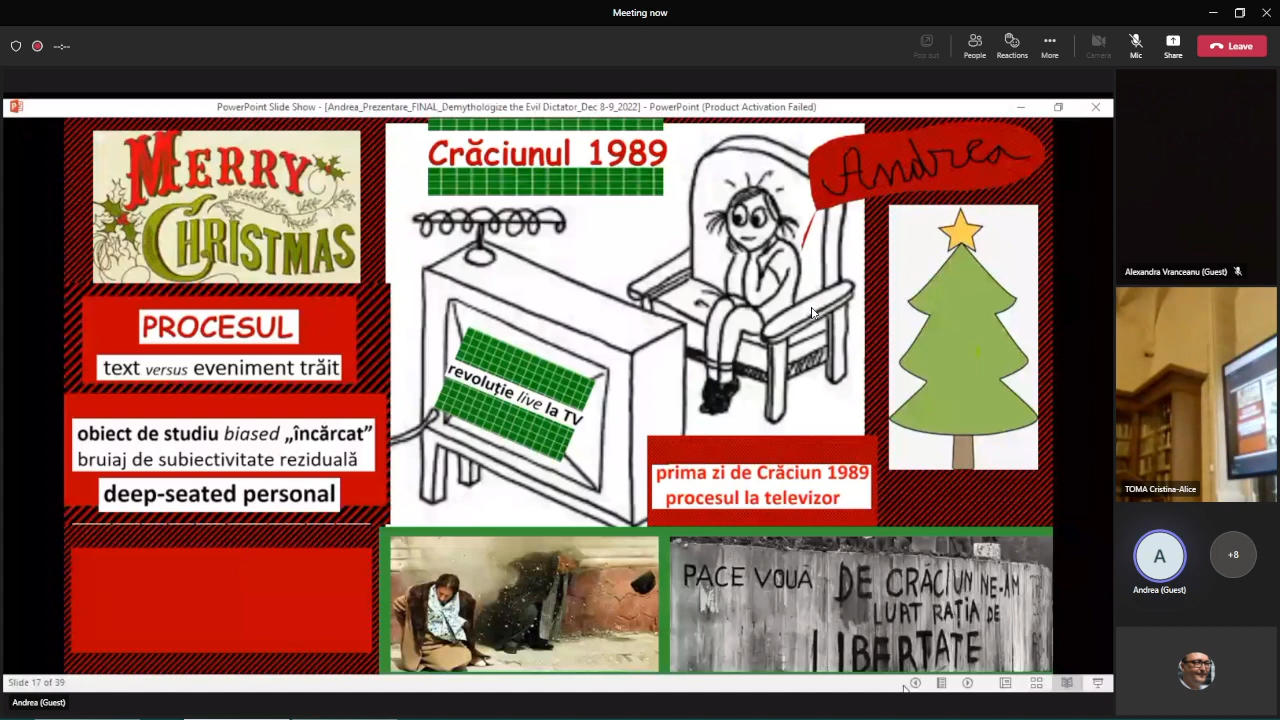 Meeting now
--:--
Pop out
People
Reactions
More
Camera
Mic
Share
Leave
PowerPoint Slide Show - [Andrea_Prezentare_FINAL_Demythologize the Evil Dictator_Dec 8-9_2022] - PowerPoint (Product Activation Failed)
MERRY
CHRISTMAS
Crăciunul 1989
Andrea
PROCESUL
text versus eveniment trăit
obiect de studiu biased „încărcat”
bruiaj de subiectivitate reziduală
deep-seated personal
revoluție live la TV
prima zi de Crăciun 1989
procesul la televizor
PACE VOUĂ
DE CRĂCIUN NE-AM
LUAT RAȚIA DE
LIBERTATE
Slide 17 of 39
Andrea (Guest)
Alexandra Vranceanu (Guest)
TOMA Cristina-Alice
A
+8
Andrea (Guest)